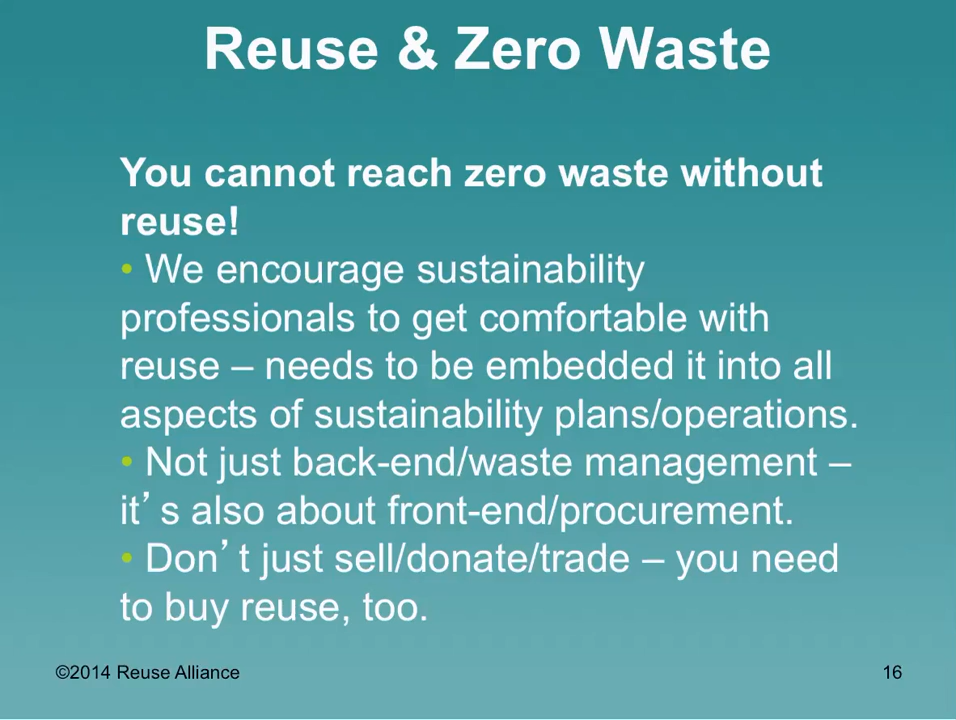 Reuse & Zero Waste
You cannot reach zero waste without
reuse!
• We encourage sustainability
professionals to get comfortable with
reuse – needs to be embedded it into all
aspects of sustainability plans/operations.
• Not just back-end/waste management –
it’s also about front-end/procurement.
• Don’t just sell/donate/trade – you need
to buy reuse, too.
©2014 Reuse Alliance
16